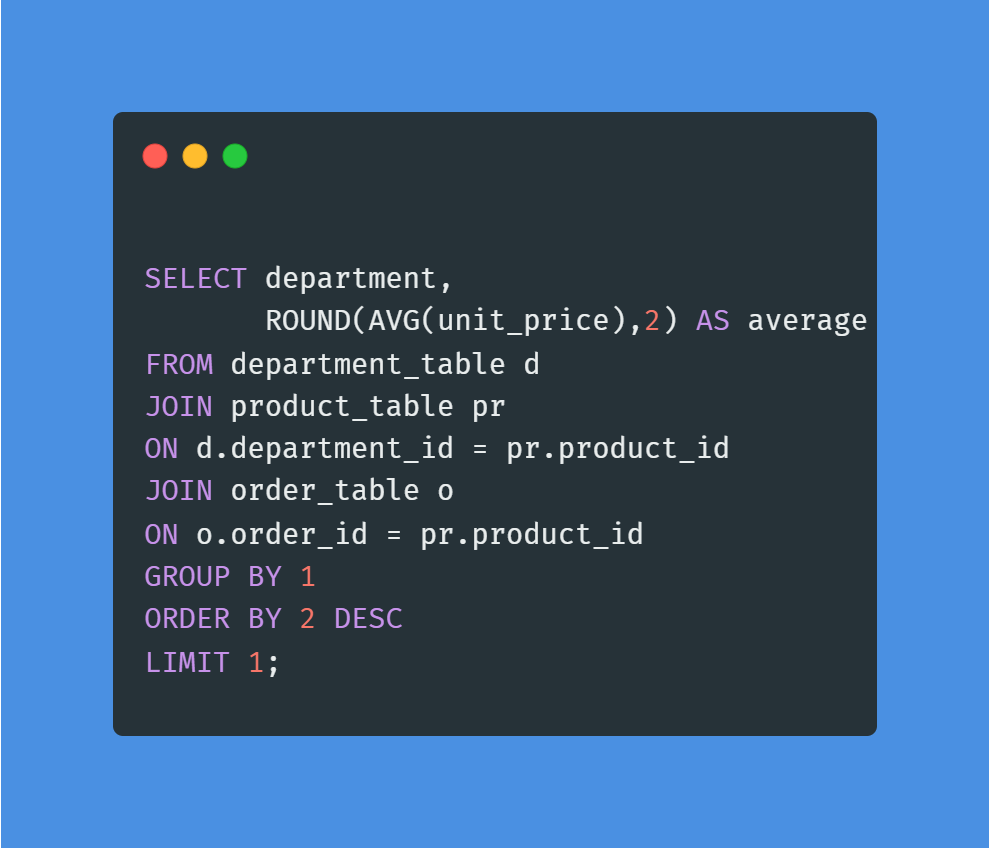 SELECT department,
ROUND(AVG(unit_price),2) AS average
FROM department_table d
JOIN product_table pr
ON d.department_id = pr.product_id
JOIN order_table o
ON o.order_id = pr.product_id
GROUP BY 1
ORDER BY 2 DESC
LIMIT 1;